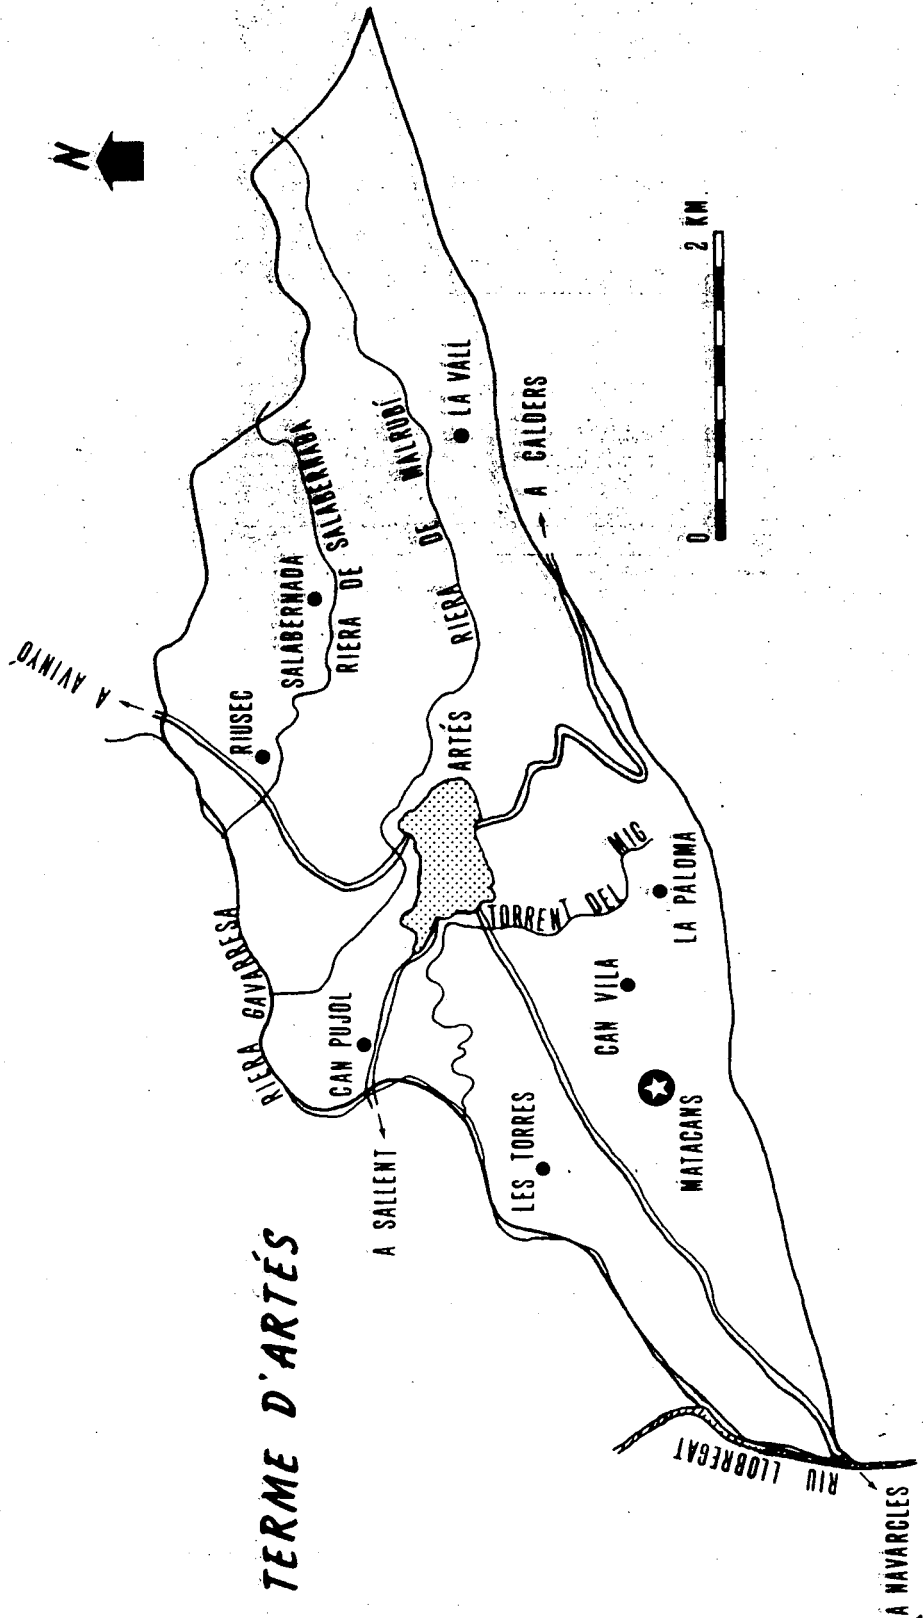 TERME D'ARTÉS
N
A AVINYÓ
RIUSEC
SALABERNADA
RIERA DE SALABERNADA
RIERA GAVARRESA
RIERA DE MALRUBÍ
CAN PUJOL
A SALLENT
ARTÉS
LA VALL
A CALDERS
TORRENT DEL MIG
LES TORRES
CAN VILA
LA PALOMA
MATACANS
RIU LLOBREGAT
A NAVARCLES
0 2 KM.